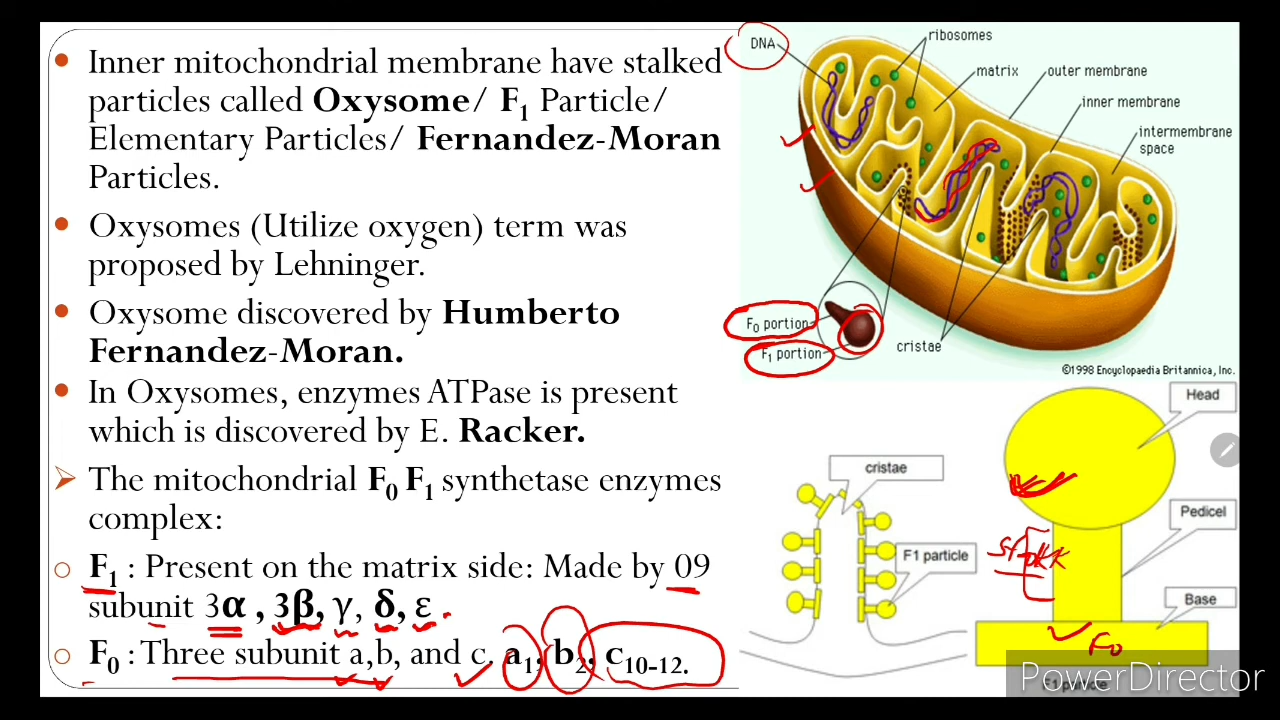 • Inner mitochondrial membrane have stalked
particles called Oxysome/ F₁ Particle/
Elementary Particles/ Fernandez-Moran
Particles.
• Oxysomes (Utilize oxygen) term was
proposed by Lehninger.
• Oxysome discovered by Humberto
Fernandez-Moran.
• In Oxysomes, enzymes ATPase is present
which is discovered by E. Racker.
➢ The mitochondrial F₀ F₁ synthetase enzymes
complex:
o F₁ : Present on the matrix side: Made by 09
subunit 3α , 3β, γ, δ, ε
o F₀ : Three subunit a,b, and c, a₁, b₂, c₁₀₋₁₂.
DNA
ribosomes
matrix
outer membrane
inner membrane
intermembrane
space
F₀ portion
F₁ portion
cristae
©1998 Encyclopaedia Britannica, Inc.
cristae
F1 particle
Head
Pedicel
Base
F₀
PowerDirector